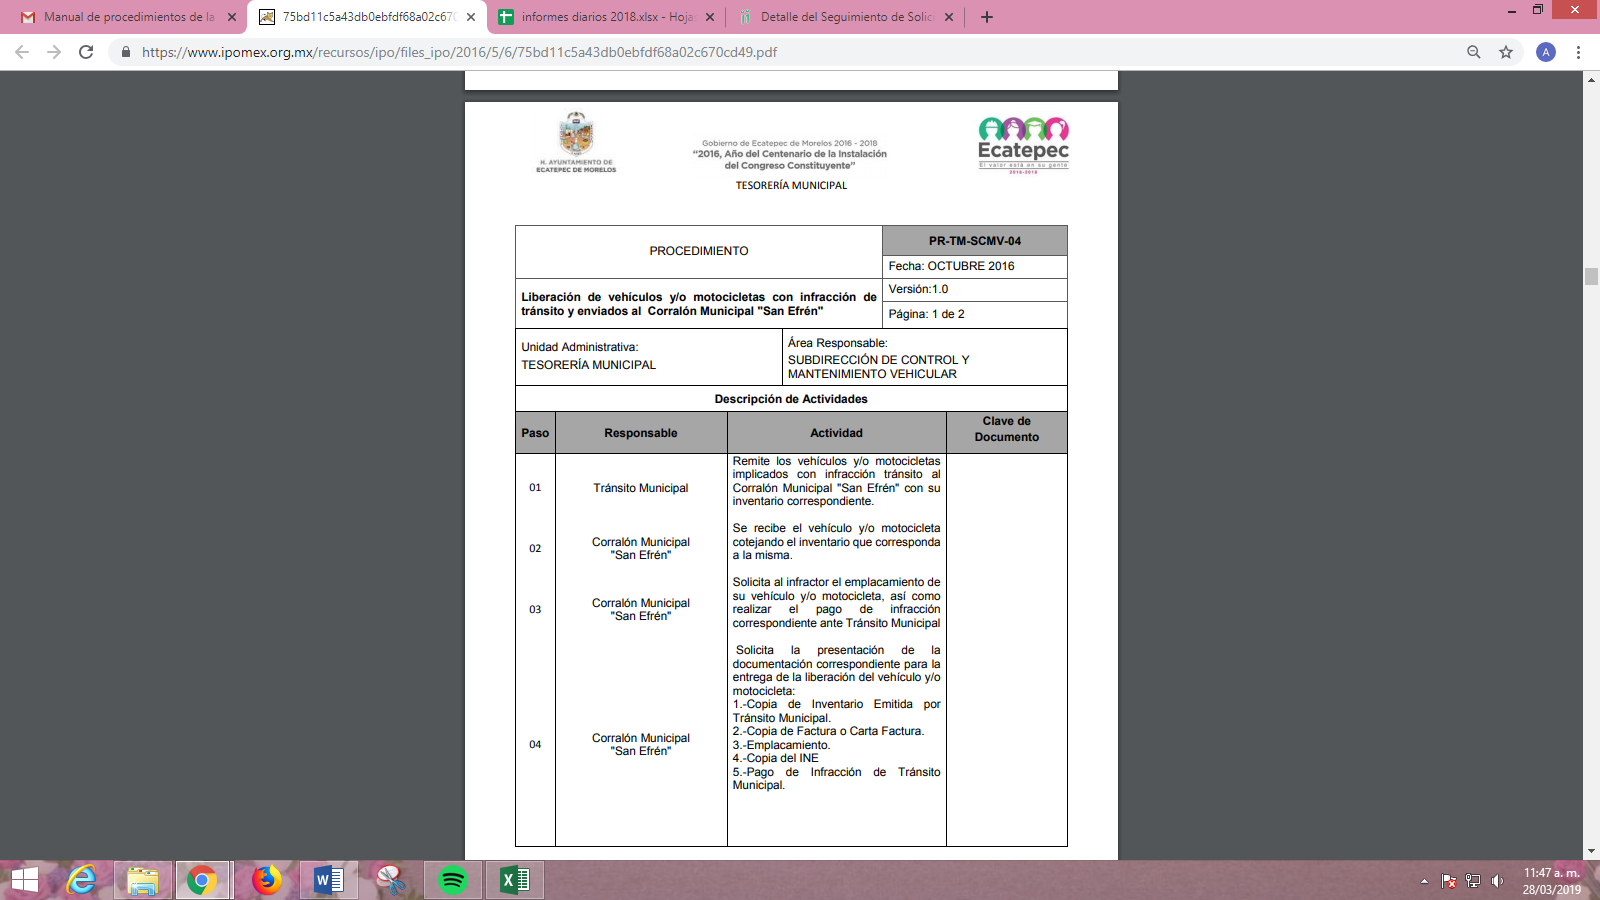 Manual de procedimientos de la
75bd11c5a43db0ebfdf68a02c670
informes diarios 2018.xlsx - Hoja
Detalle del Seguimiento de Solic
https://www.ipomex.org.mx/recursos/ipo/files_ipo/2016/5/6/75bd11c5a43db0ebfdf68a02c670cd49.pdf
A
H. AYUNTAMIENTO DE
ECATEPEC DE MORELOS
Gobierno de Ecatepec de Morelos 2016 - 2018
“2016, Año del Centenario de la Instalación
del Congreso Constituyente”
TESORERÍA MUNICIPAL
Ecatepec
El valor está en su gente
2016-2018
PROCEDIMIENTO
PR-TM-SCMV-04
Fecha: OCTUBRE 2016
Liberación de vehículos y/o motocicletas con infracción de
tránsito y enviados al Corralón Municipal "San Efrén"
Versión:1.0
Página: 1 de 2
Unidad Administrativa:
TESORERÍA MUNICIPAL
Área Responsable:
SUBDIRECCIÓN DE CONTROL Y
MANTENIMIENTO VEHICULAR
Descripción de Actividades
Paso
Responsable
Actividad
Clave de
Documento
01
Tránsito Municipal
Remite los vehículos y/o motocicletas
implicados con infracción tránsito al
Corralón Municipal "San Efrén" con su
inventario correspondiente.
02
Corralón Municipal
"San Efrén"
Se recibe el vehículo y/o motocicleta
cotejando el inventario que corresponda
a la misma.
03
Corralón Municipal
"San Efrén"
Solicita al infractor el emplacamiento de
su vehículo y/o motocicleta, así como
realizar el pago de infracción
correspondiente ante Tránsito Municipal
04
Corralón Municipal
"San Efrén"
Solicita la presentación de la
documentación correspondiente para la
entrega de la liberación del vehículo y/o
motocicleta:
1.-Copia de Inventario Emitida por
Tránsito Municipal.
2.-Copia de Factura o Carta Factura.
3.-Emplacamiento.
4.-Copia del INE
5.-Pago de Infracción de Tránsito
Municipal.
11:47 a. m.
28/03/2019